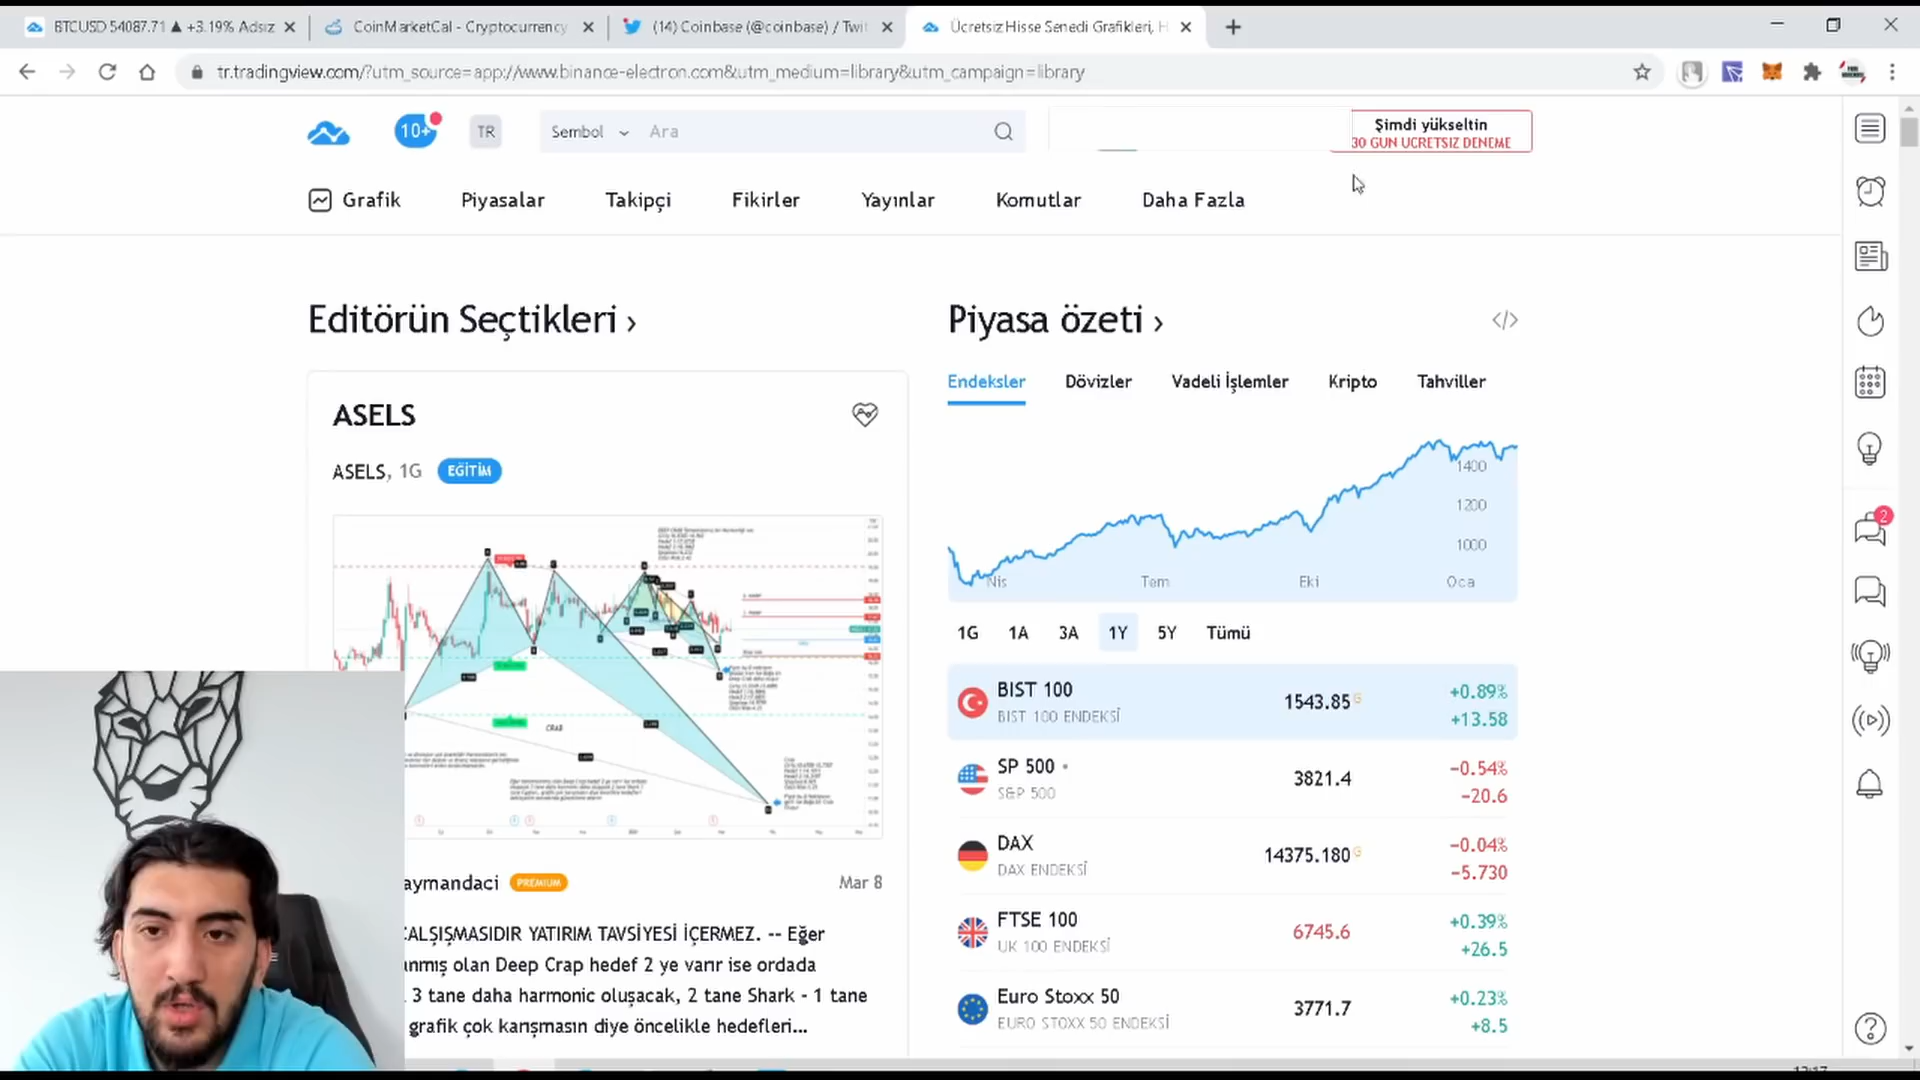 BTCUSD 54087.71 ▲ +3.19% Adsız
CoinMarketCal - Cryptocurrency
(14) Coinbase (@coinbase) / Twit
Ücretsiz Hisse Senedi Grafikleri, H
tr.tradingview.com/?utm_source=app://www.binance-electron.com&utm_medium=library&utm_campaign=library
10+
TR
Sembol
Ara
Şimdi yükseltin
30 GÜN ÜCRETSİZ DENEME
Grafik
Piyasalar
Takipçi
Fikirler
Yayınlar
Komutlar
Daha Fazla
Editörün Seçtikleri ›
ASELS
ASELS, 1G
EĞİTİM
CRAB
aymandaci
PREMIUM
Mar 8
ÇALŞIŞMASIDIR YATIRIM TAVSİYESİ İÇERMEZ. -- Eğer
nmış olan Deep Crap hedef 2 ye varır ise ordada
3 tane daha harmonic oluşacak, 2 tane Shark - 1 tane
grafik çok karışmasın diye öncelikle hedefleri...
Piyasa özeti ›
</>
Endeksler
Dövizler
Vadeli İşlemler
Kripto
Tahviller
1400
1200
1000
Nis
Tem
Eki
Oca
1G
1A
3A
1Y
5Y
Tümü
BIST 100
BIST 100 ENDEKSİ
1543.85
+0.89%
+13.58
SP 500
S&P 500
3821.4
−0.54%
−20.6
DAX
DAX ENDEKSİ
14375.180
−0.04%
−5.730
FTSE 100
UK 100 ENDEKSİ
6745.6
+0.39%
+26.5
Euro Stoxx 50
EURO STOXX 50 ENDEKSİ
3771.7
+0.23%
+8.5
2